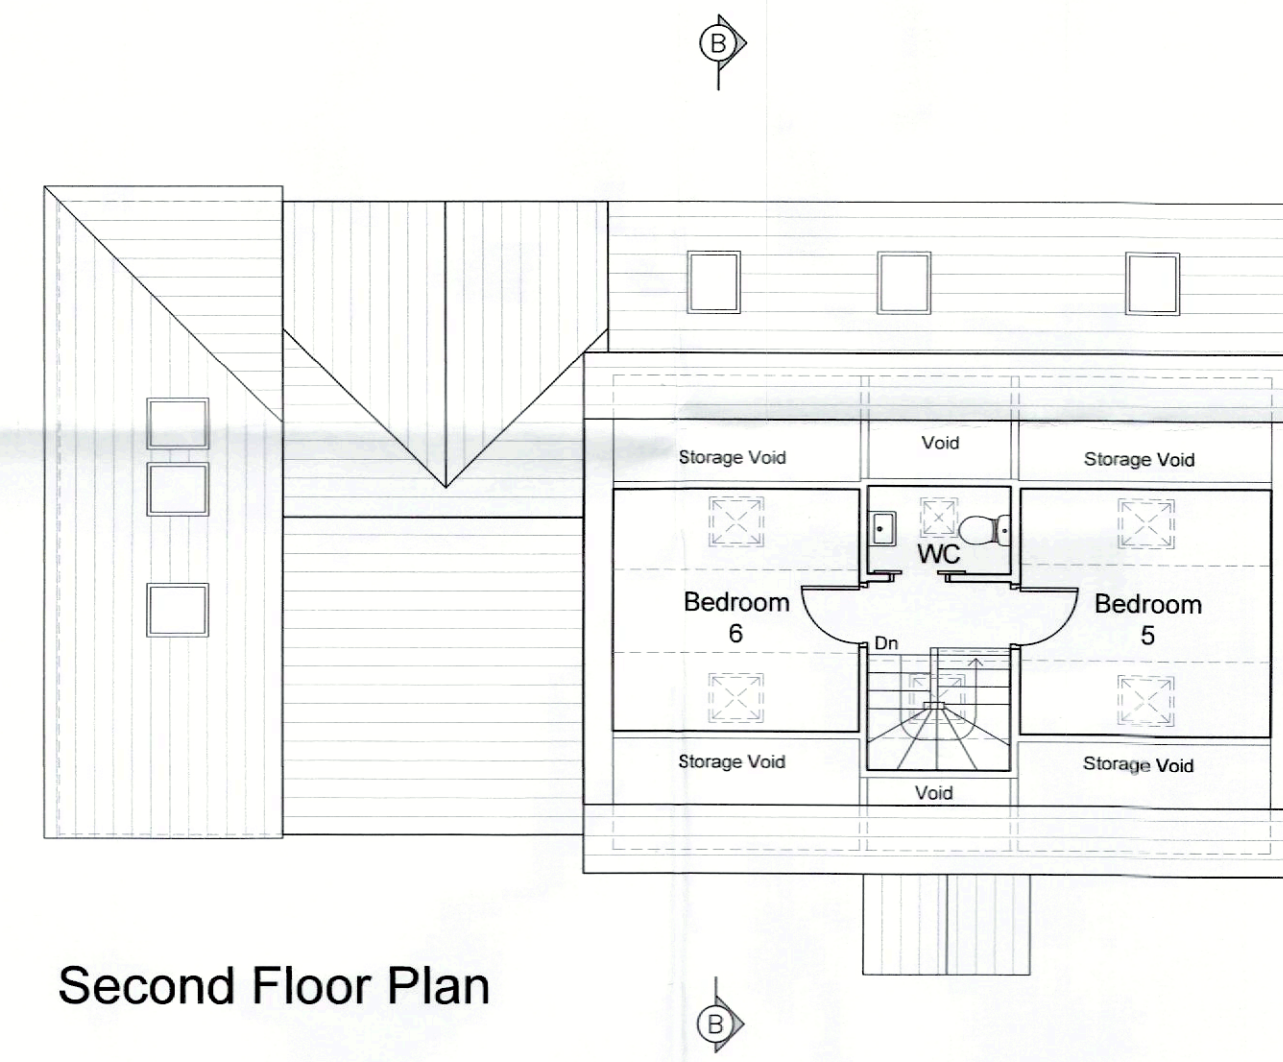 B
Void
Storage Void
Storage Void
WC
Bedroom
6
Bedroom
5
Dn
Storage Void
Storage Void
Void
Second Floor Plan
B